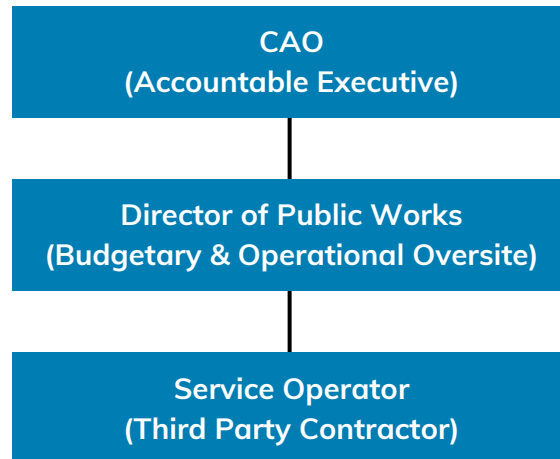 CAO
(Accountable Executive)
Director of Public Works
(Budgetary & Operational Oversite)
Service Operator
(Third Party Contractor)